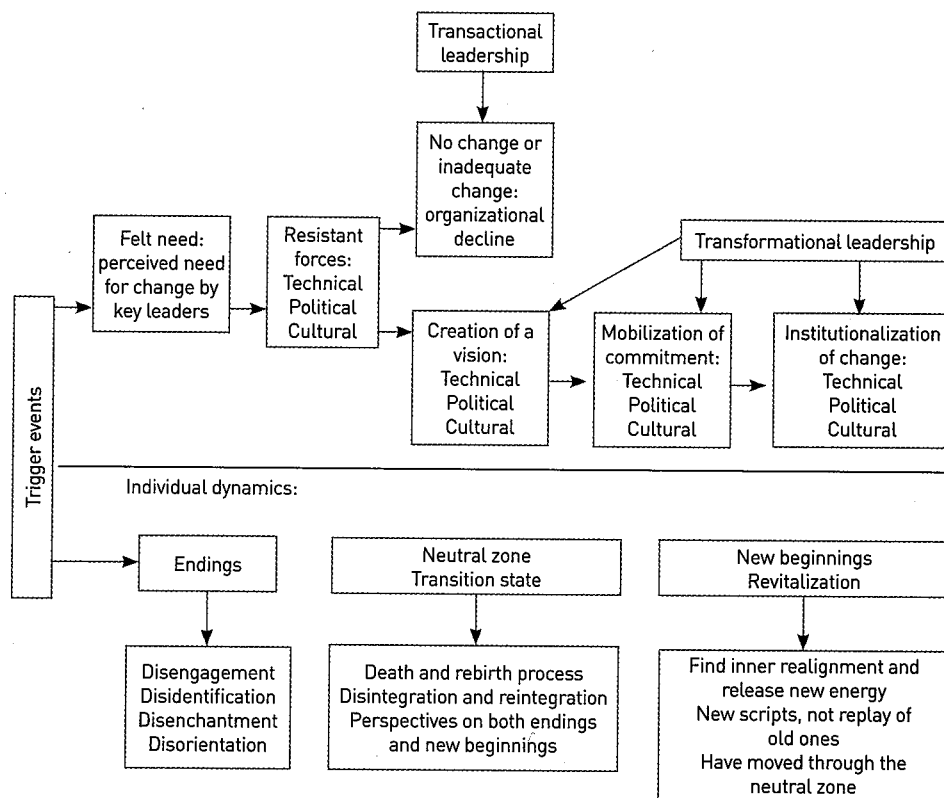 Transactional
leadership
No change or
inadequate
change:
organizational
decline
Felt need:
perceived need
for change by
key leaders
Resistant
forces:
Technical
Political
Cultural
Transformational leadership
Creation of a
vision:
Technical
Political
Cultural
Mobilization of
commitment:
Technical
Political
Cultural
Institutionalization
of change:
Technical
Political
Cultural
Trigger events
Individual dynamics:
Endings
Neutral zone
Transition state
New beginnings
Revitalization
Disengagement
Disidentification
Disenchantment
Disorientation
Death and rebirth process
Disintegration and reintegration
Perspectives on both endings
and new beginnings
Find inner realignment and
release new energy
New scripts, not replay of
old ones
Have moved through the
neutral zone